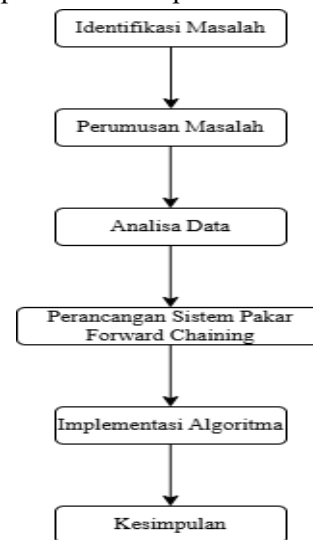 Identifikasi Masalah
Perumusan Masalah
Analisa Data
Perancangan Sistem Pakar
Forward Chaining
Implementasi Algoritma
Kesimpulan